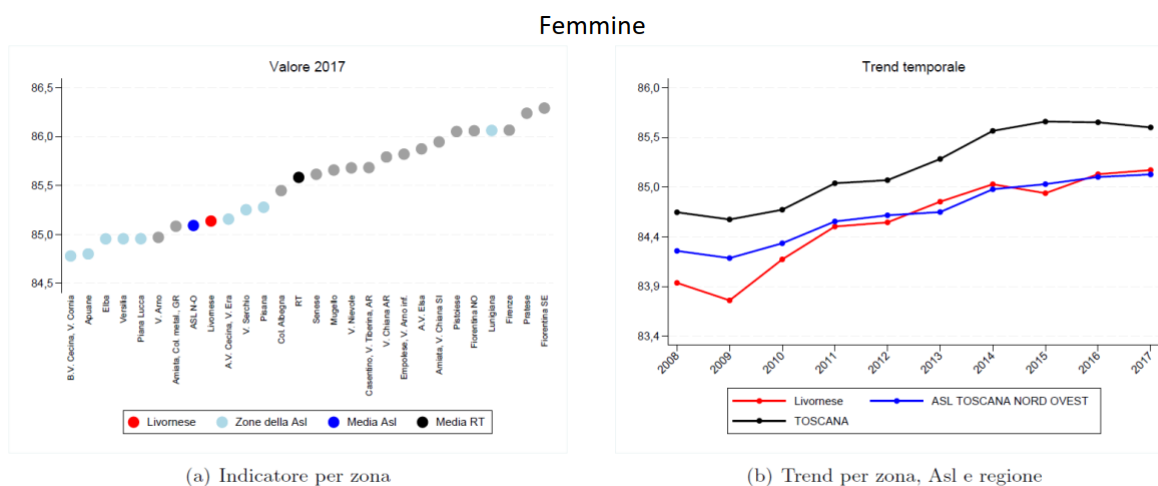 Femmine
Valore 2017
86,5
86,0
85,5
85,0
84,5
B.V. Cecina, V. Cornia
Apuane
Elba
Versilia
Piana Lucca
V. Arno
Amiata, Col. metal., GR
ASL N-O
Livornese
A.V. Cecina, V. Era
V. Serchio
Pisana
Col. Albegna
RT
Senese
Mugello
V. Nievole
Casentino, V. Tiberina, AR
V. Chiana AR
Empolese, V. Arno inf.
A.V. Elsa
Amiata, V. Chiana SI
Pistoiese
Fiorentina NO
Lunigiana
Firenze
Pratese
Fiorentina SE
Livornese Zone della Asl Media Asl Media RT
(a) Indicatore per zona
Trend temporale
86,0
85,5
85,0
84,4
83,9
83,4
2008 2009 2010 2011 2012 2013 2014 2015 2016 2017
Livornese ASL TOSCANA NORD OVEST
TOSCANA
(b) Trend per zona, Asl e regione